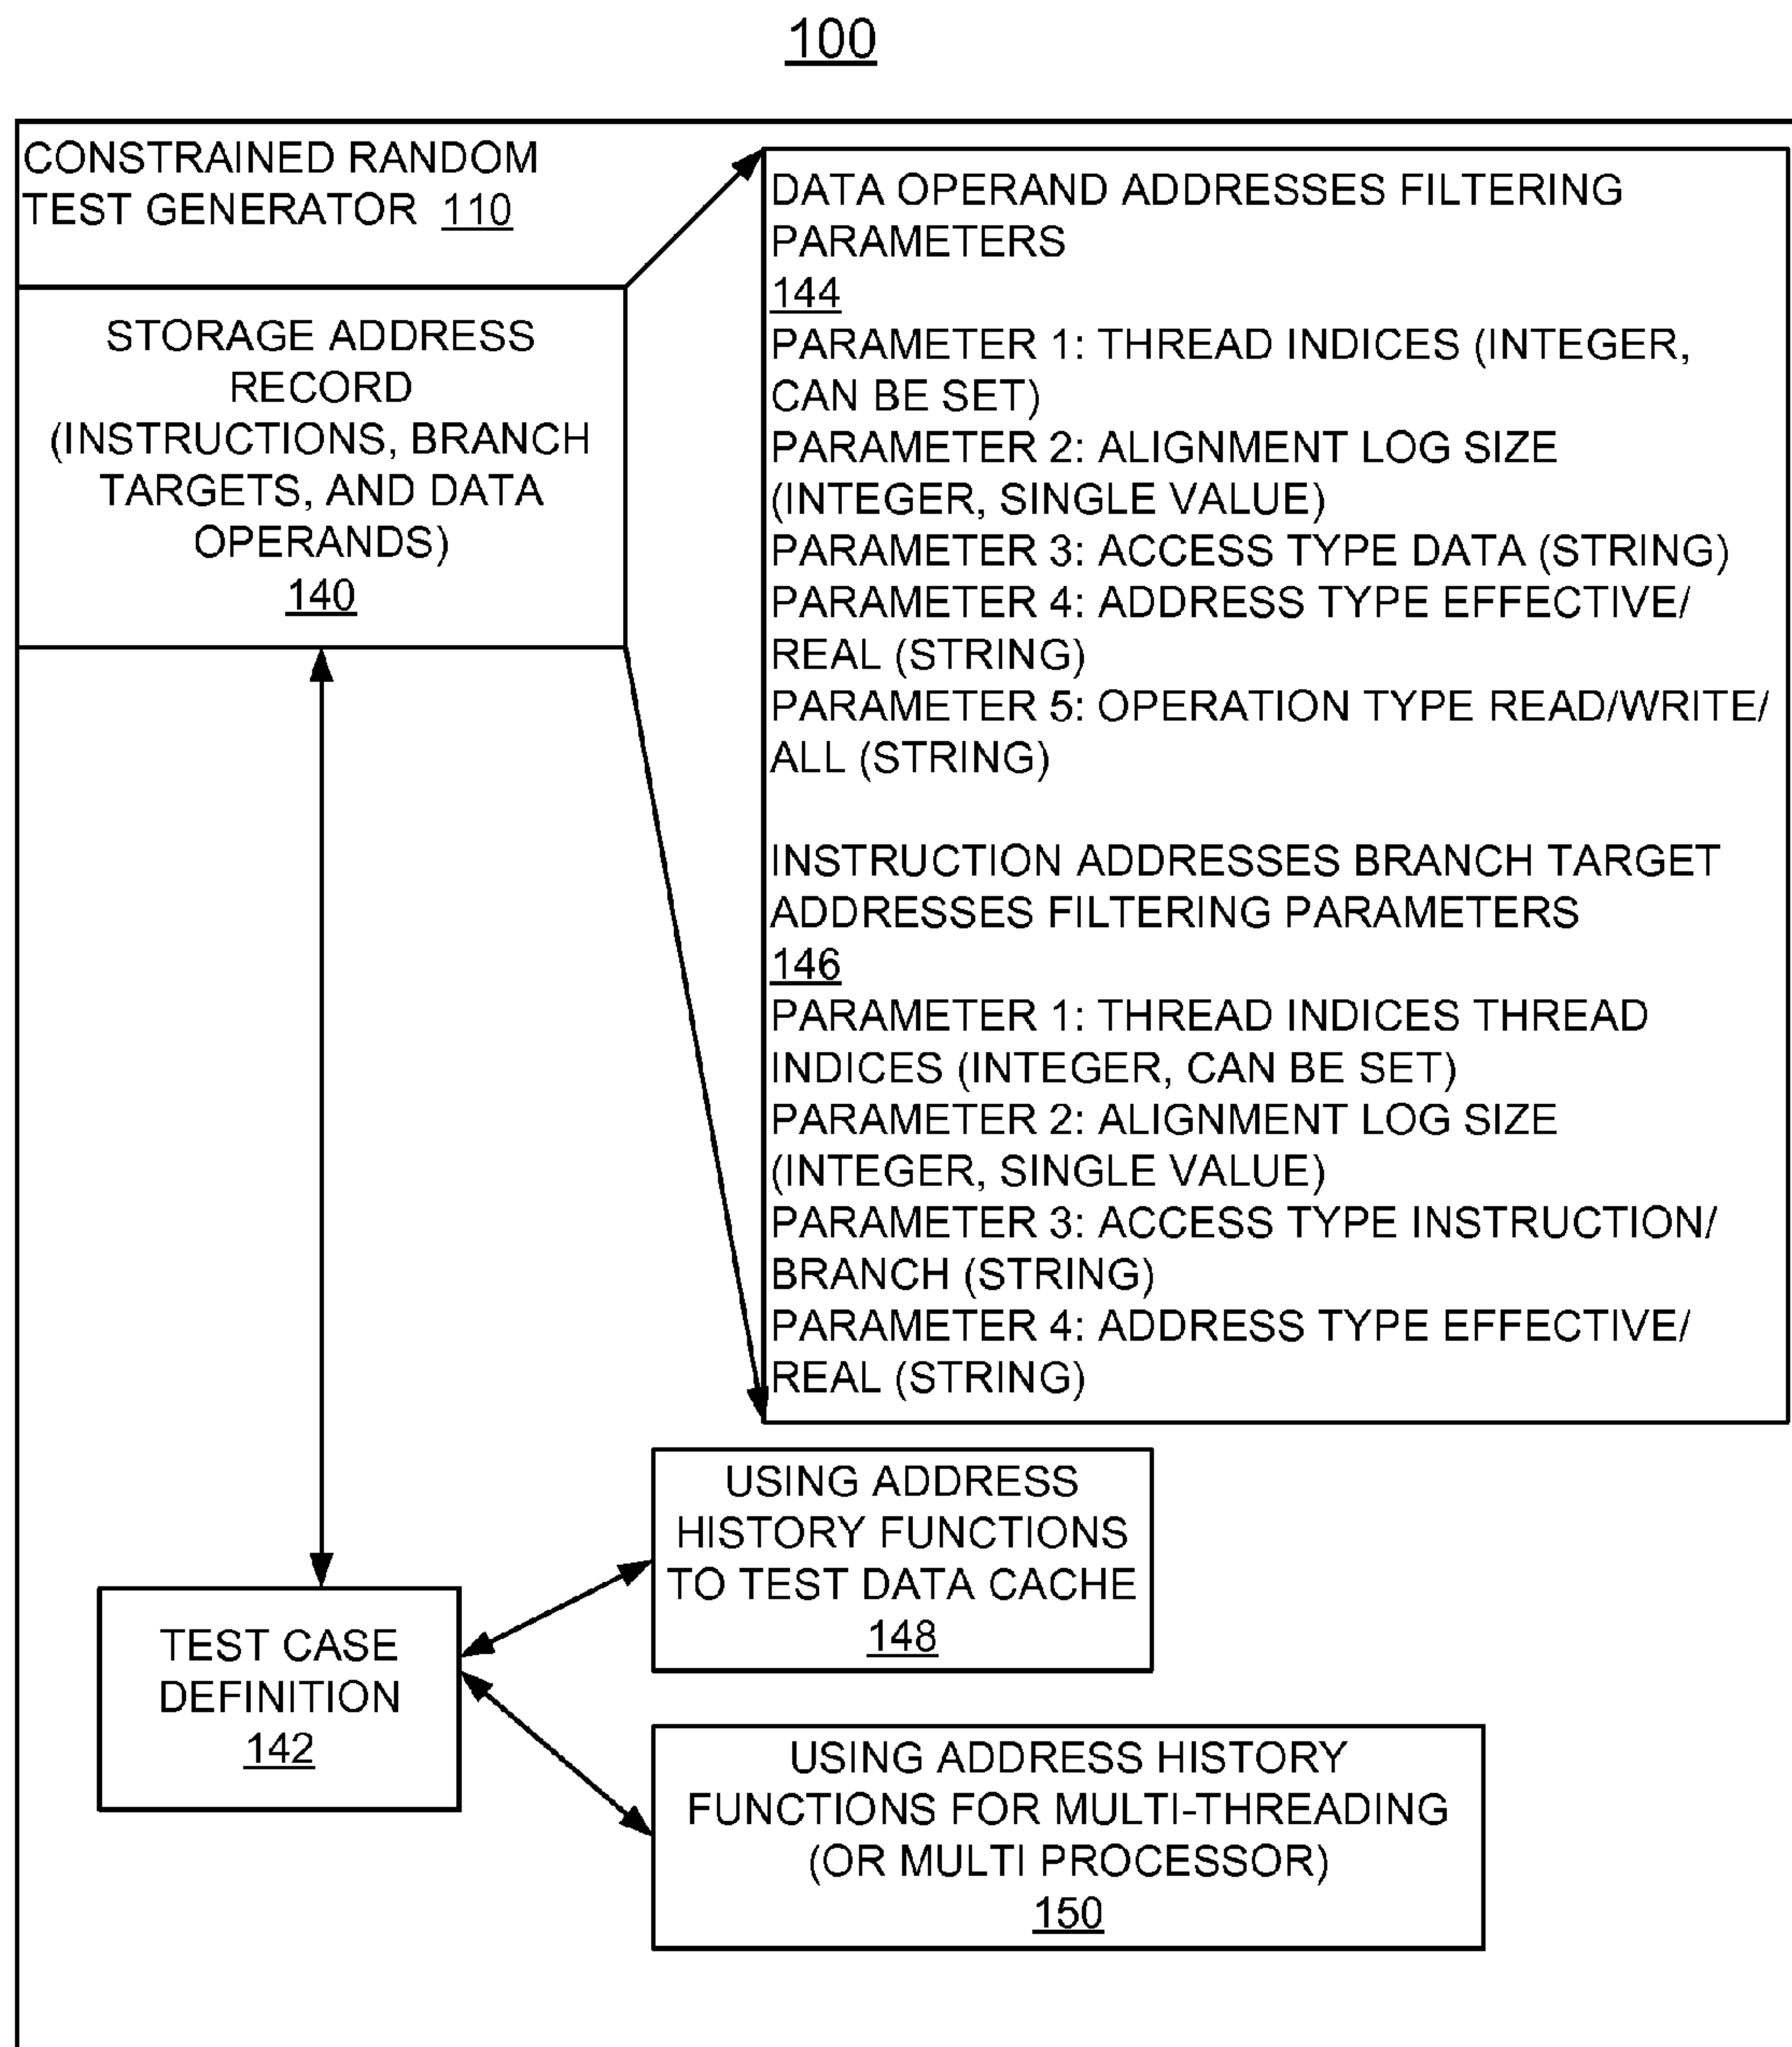 100
CONSTRAINED RANDOM
TEST GENERATOR 110
STORAGE ADDRESS
RECORD
(INSTRUCTIONS, BRANCH
TARGETS, AND DATA
OPERANDS)
140
DATA OPERAND ADDRESSES FILTERING
PARAMETERS
144
PARAMETER 1: THREAD INDICES (INTEGER,
CAN BE SET)
PARAMETER 2: ALIGNMENT LOG SIZE
(INTEGER, SINGLE VALUE)
PARAMETER 3: ACCESS TYPE DATA (STRING)
PARAMETER 4: ADDRESS TYPE EFFECTIVE/
REAL (STRING)
PARAMETER 5: OPERATION TYPE READ/WRITE/
ALL (STRING)
INSTRUCTION ADDRESSES BRANCH TARGET
ADDRESSES FILTERING PARAMETERS
146
PARAMETER 1: THREAD INDICES THREAD
INDICES (INTEGER, CAN BE SET)
PARAMETER 2: ALIGNMENT LOG SIZE
(INTEGER, SINGLE VALUE)
PARAMETER 3: ACCESS TYPE INSTRUCTION/
BRANCH (STRING)
PARAMETER 4: ADDRESS TYPE EFFECTIVE/
REAL (STRING)
USING ADDRESS
HISTORY FUNCTIONS
TO TEST DATA CACHE
148
TEST CASE
DEFINITION
142
USING ADDRESS HISTORY
FUNCTIONS FOR MULTI-THREADING
(OR MULTI PROCESSOR)
150